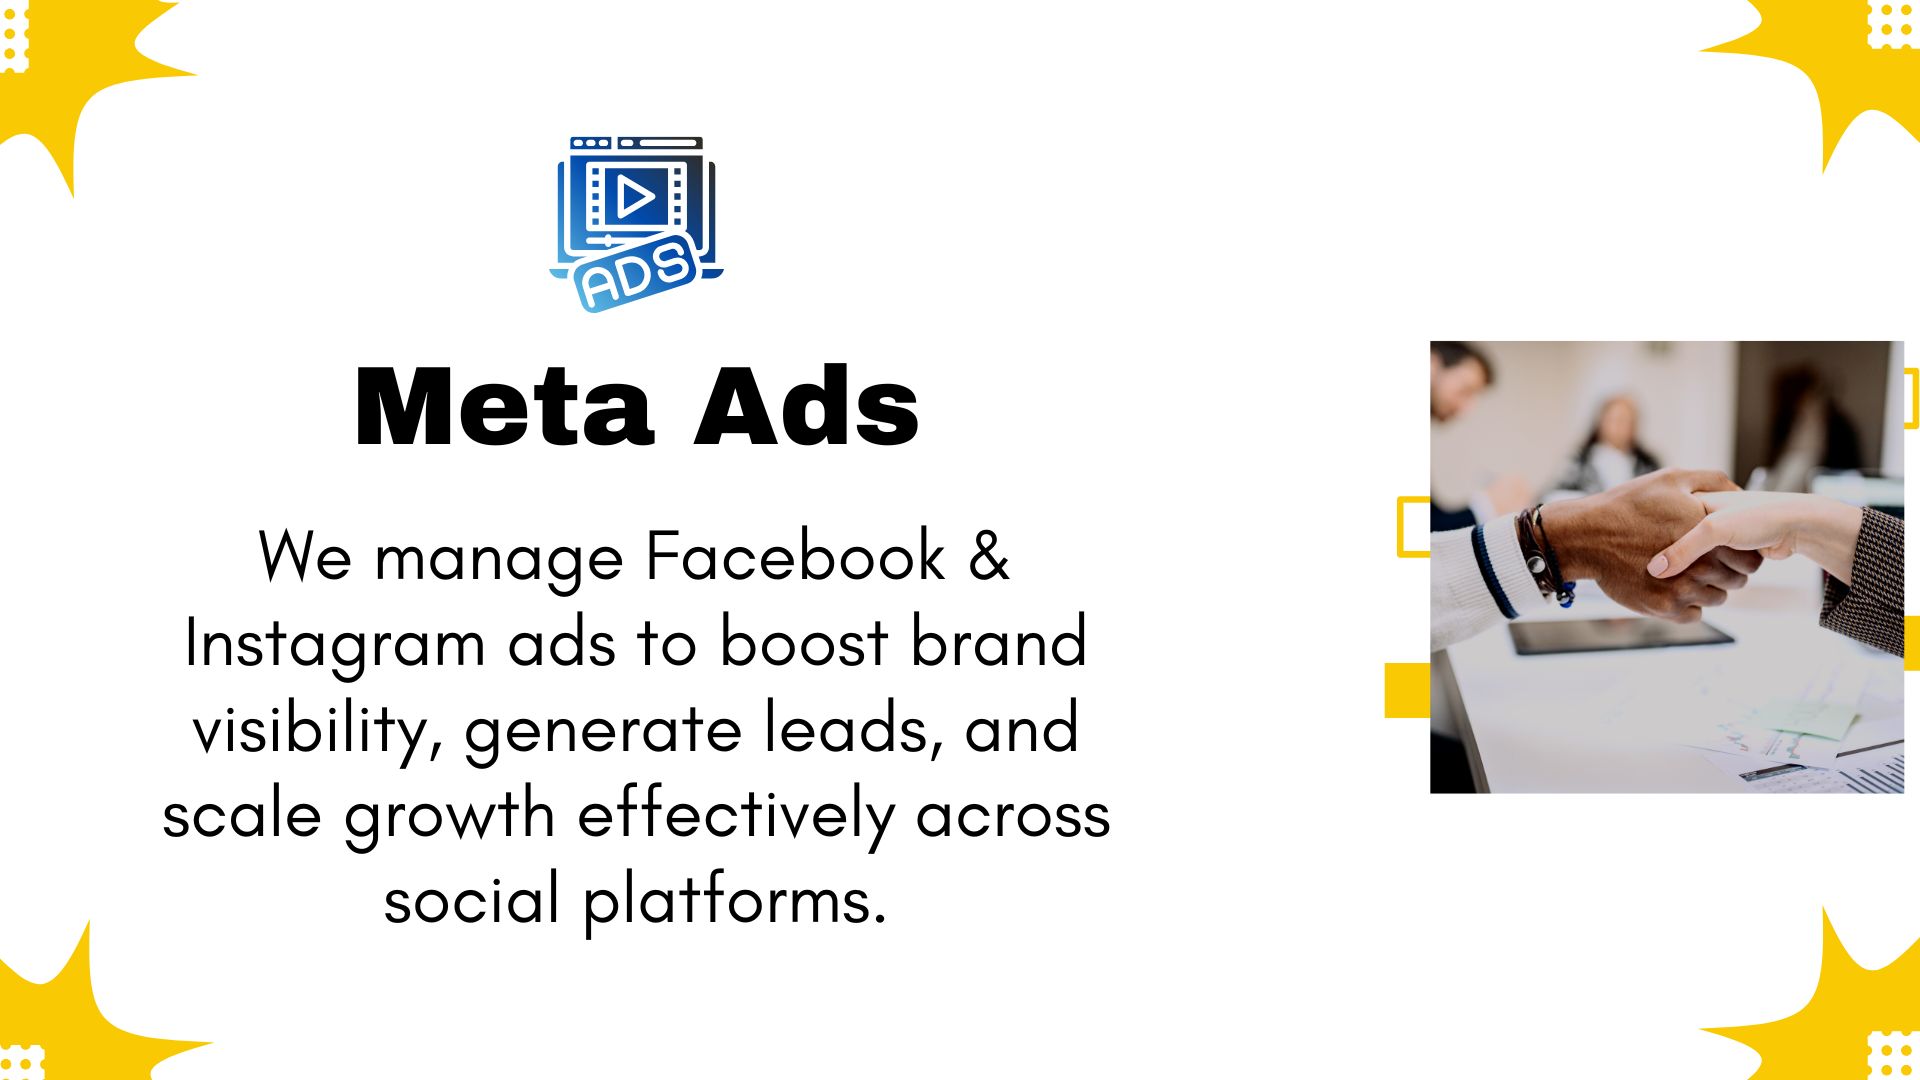 ADS
Meta Ads
We manage Facebook &
Instagram ads to boost brand
visibility, generate leads, and
scale growth effectively across
social platforms.